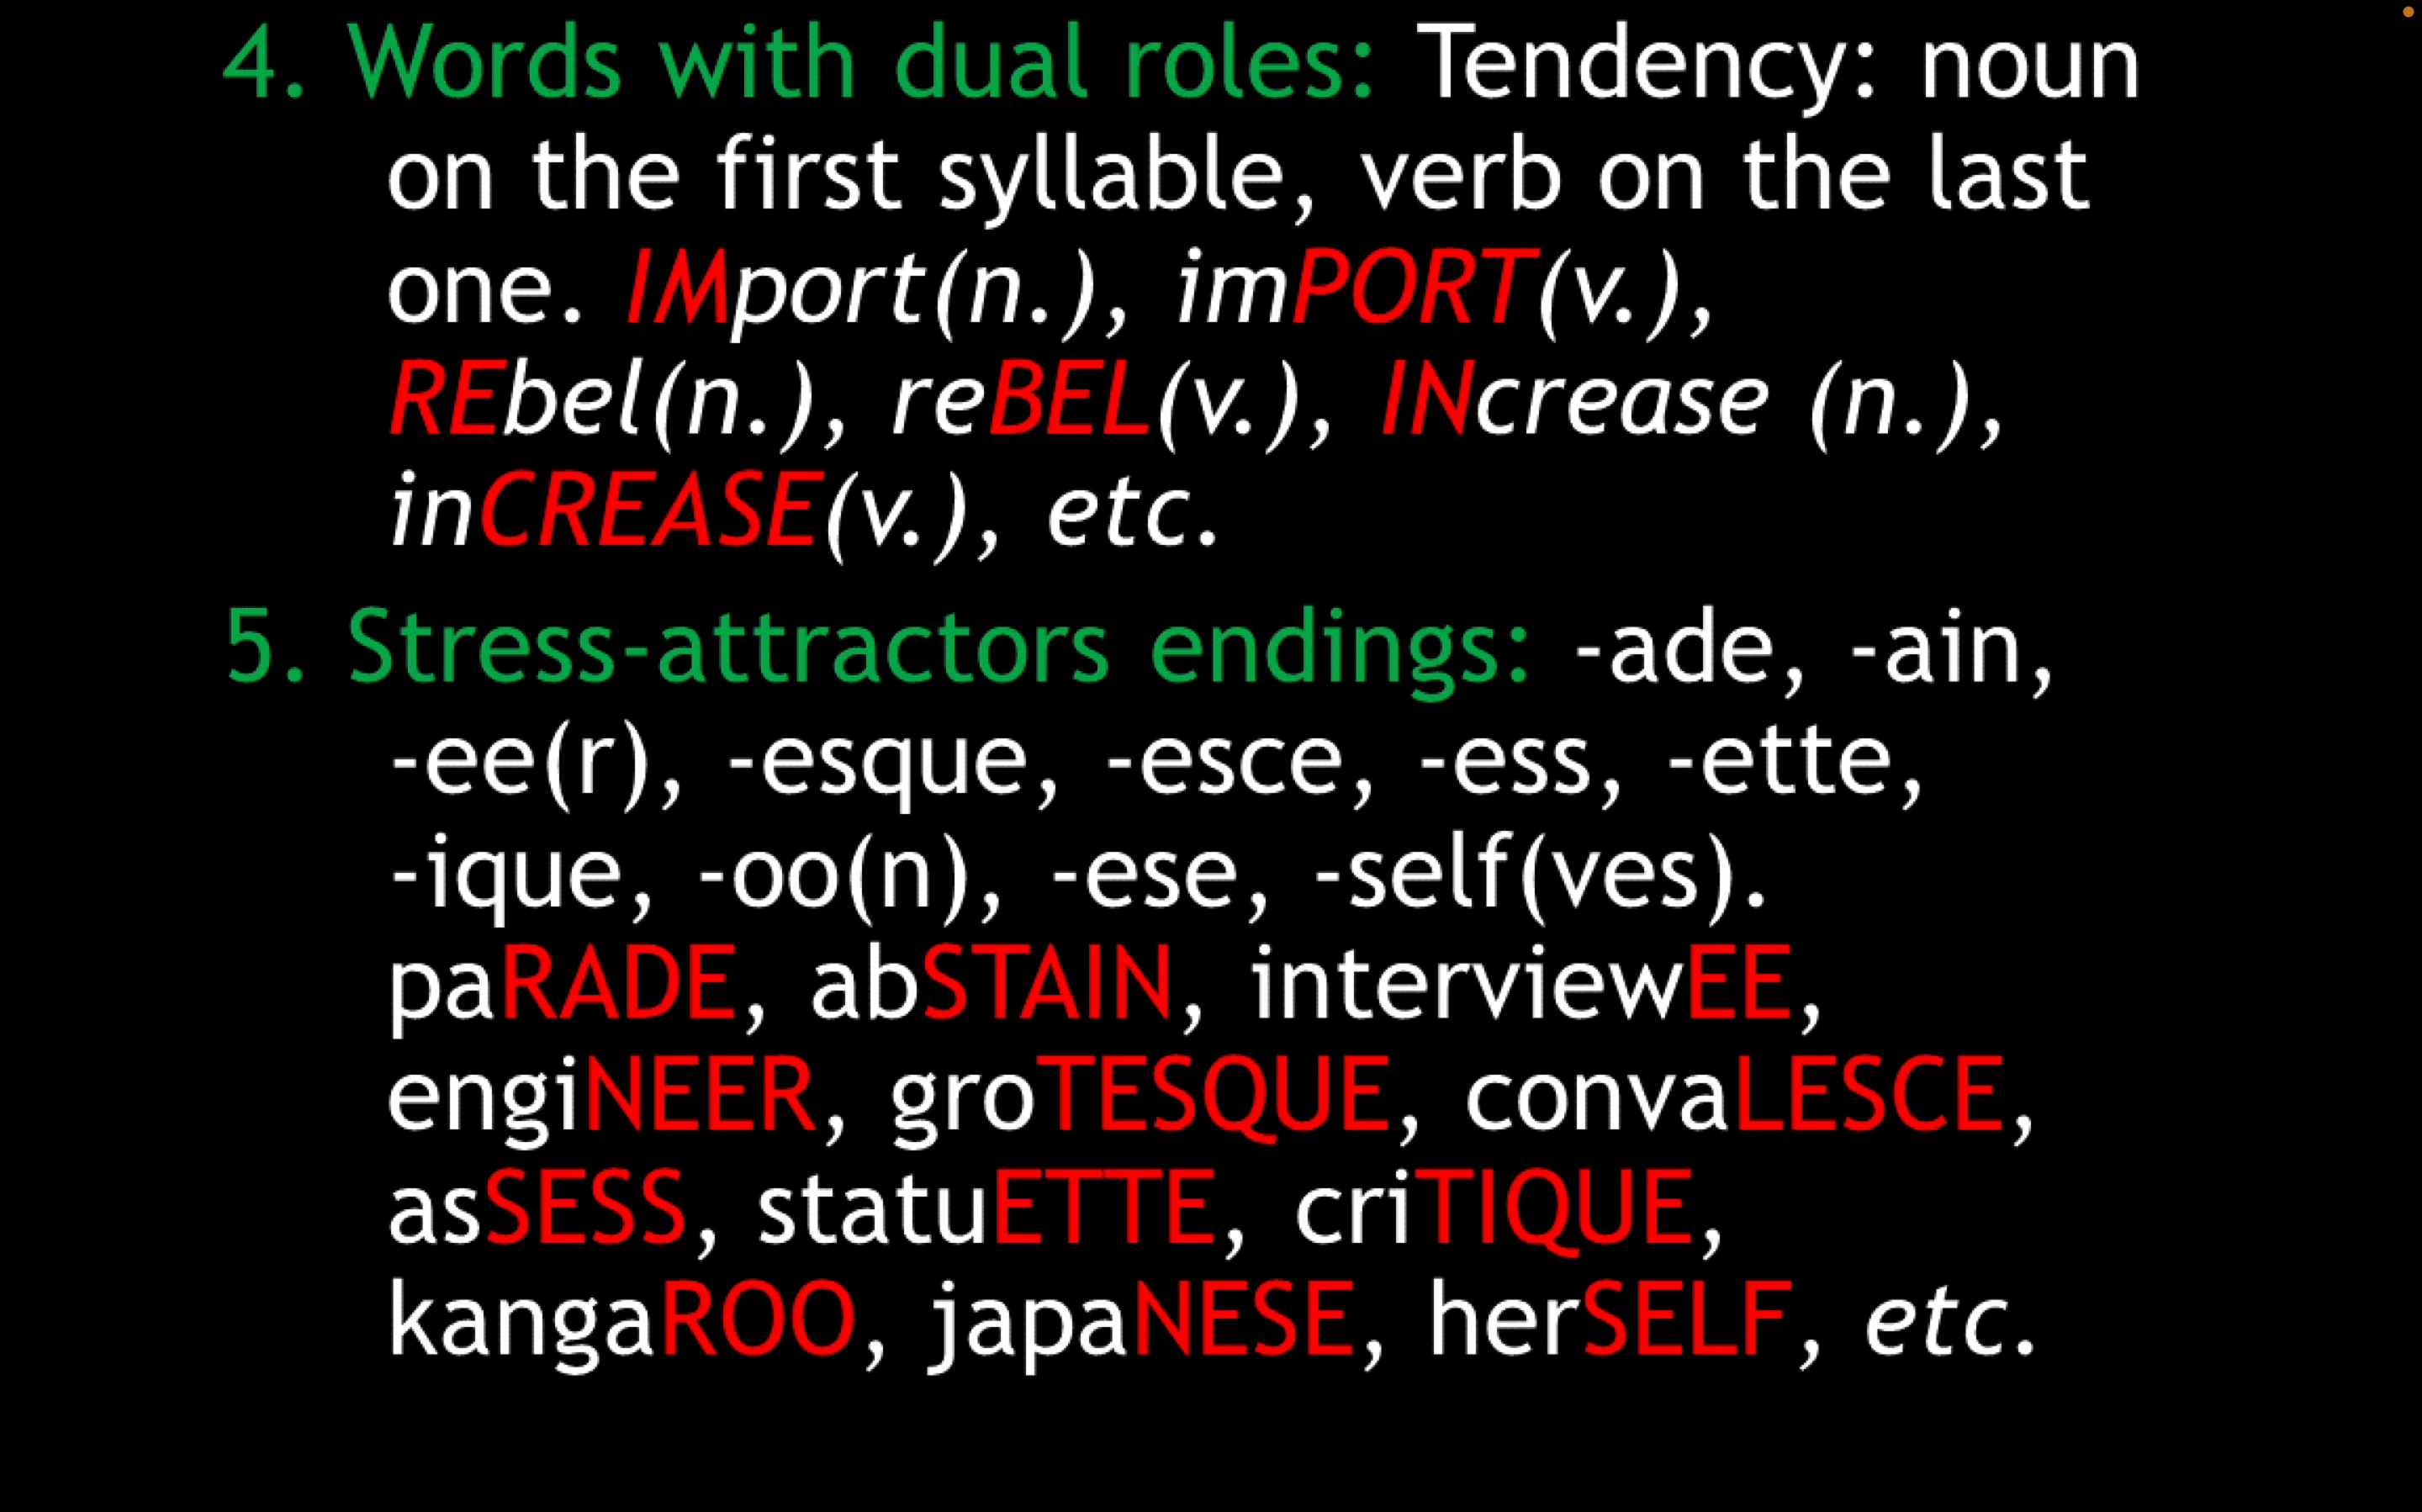 4. Words with dual roles: Tendency: noun
on the first syllable, verb on the last
one. IMport(n.), imPORT(v.),
REbel(n.), reBEL(v.), INcrease (n.),
inCREASE(v.), etc.
5. Stress-attractors endings: -ade, -ain,
-ee(r), -esque, -esce, -ess, -ette,
-ique, -oo(n), -ese, -self(ves).
paRADE, abSTAIN, interviewEE,
engiNEER, groTESQUE, convaLESCE,
asSESS, statuETTE, criTIQUE,
kangaROO, japaNESE, herSELF, etc.